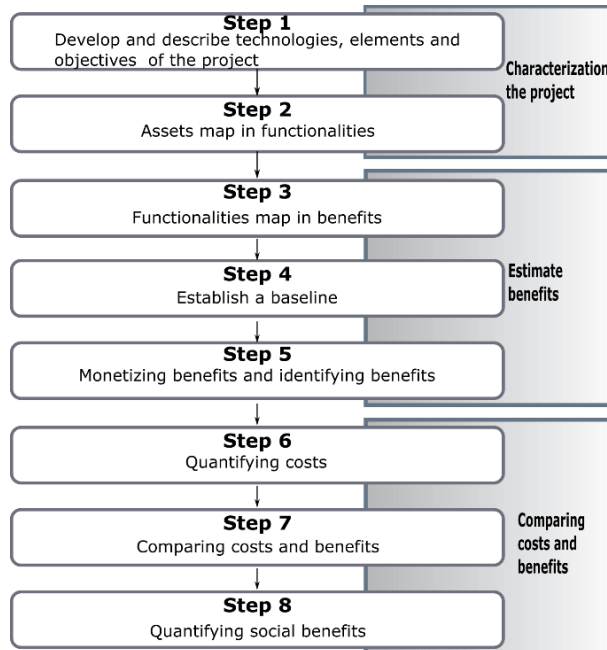 Step 1
Develop and describe technologies, elements and
objectives of the project
Characterization
the project
Step 2
Assets map in functionalities
Step 3
Functionalities map in benefits
Step 4
Establish a baseline
Estimate
benefits
Step 5
Monetizing benefits and identifying benefits
Step 6
Quantifying costs
Step 7
Comparing costs and benefits
Comparing
costs and
benefits
Step 8
Quantifying social benefits